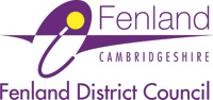 Fenland
CAMBRIDGESHIRE
Fenland District Council